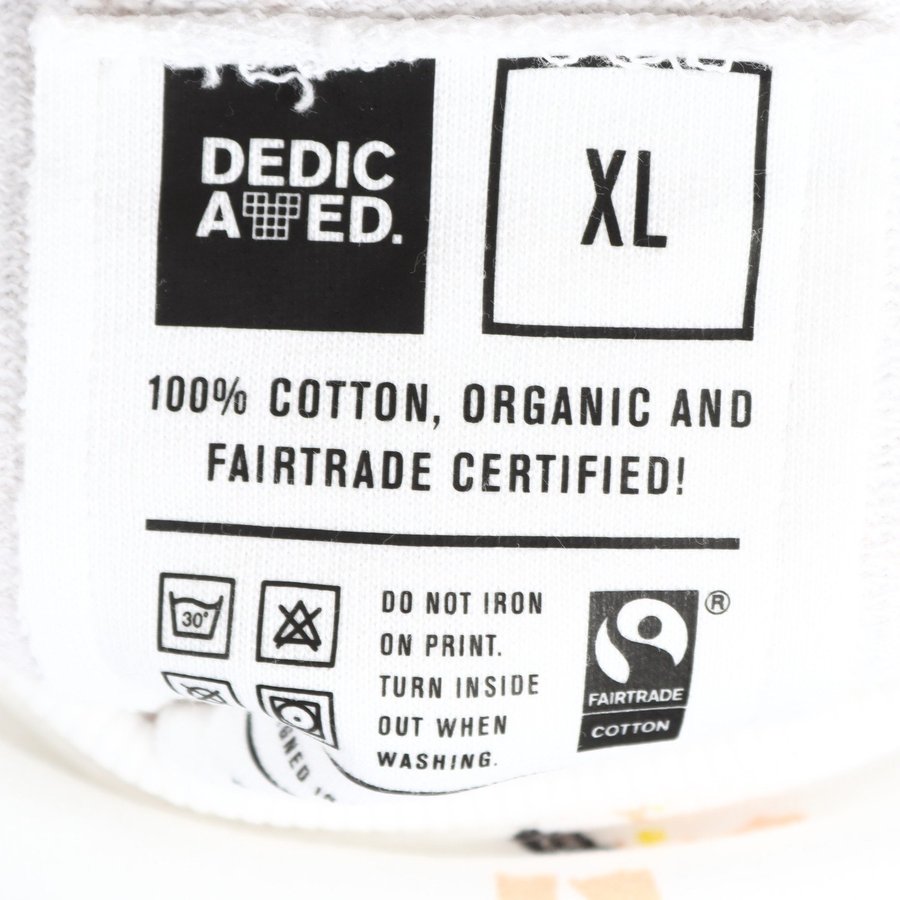 DEDIC
ATED.
XL
100% COTTON, ORGANIC AND
FAIRTRADE CERTIFIED!
30°
DO NOT IRON
ON PRINT.
TURN INSIDE
OUT WHEN
WASHING.
®
FAIRTRADE
COTTON